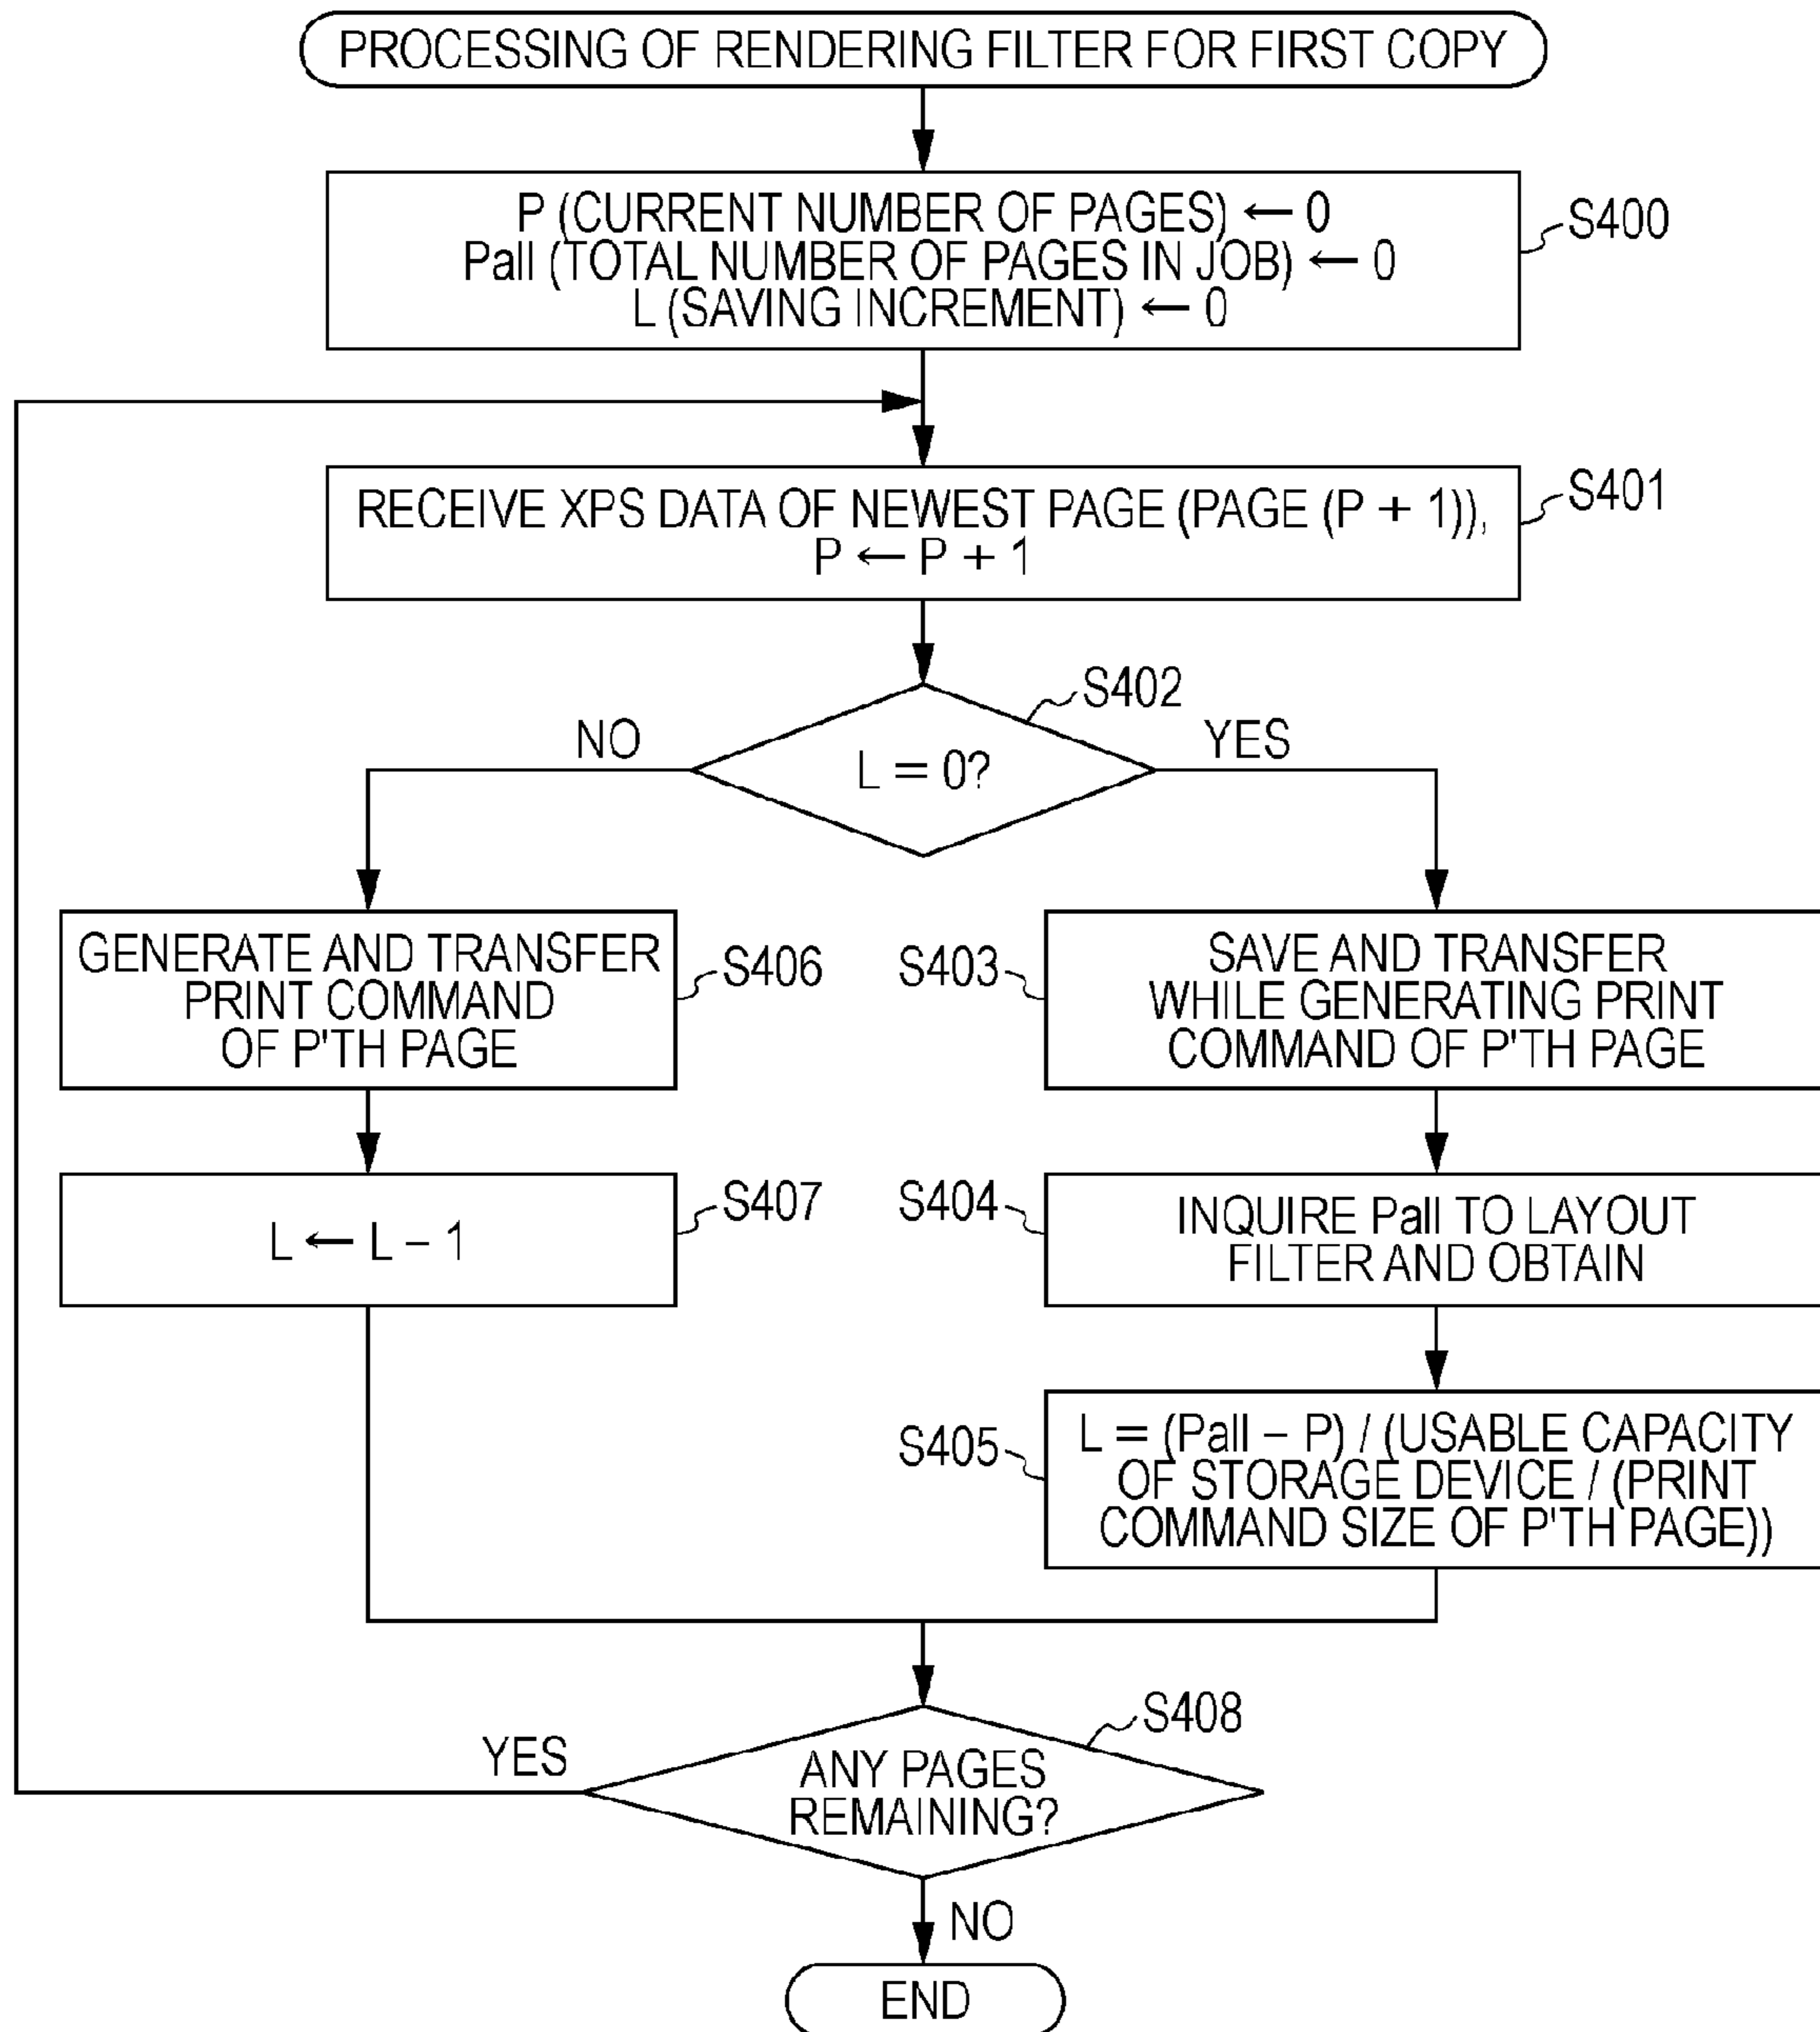 PROCESSING OF RENDERING FILTER FOR FIRST COPY
P (CURRENT NUMBER OF PAGES) ← 0
Pall (TOTAL NUMBER OF PAGES IN JOB) ← 0
L (SAVING INCREMENT) ← 0
S400
RECEIVE XPS DATA OF NEWEST PAGE (PAGE (P + 1)),
P ← P + 1
S401
S402
NO
L = 0?
YES
GENERATE AND TRANSFER
PRINT COMMAND
OF P'TH PAGE
S406
S403
SAVE AND TRANSFER
WHILE GENERATING PRINT
COMMAND OF P'TH PAGE
L ← L – 1
S407
S404
INQUIRE Pall TO LAYOUT
FILTER AND OBTAIN
S405
L = (Pall – P) / (USABLE CAPACITY
OF STORAGE DEVICE / (PRINT
COMMAND SIZE OF P'TH PAGE))
S408
YES
ANY PAGES
REMAINING?
NO
END